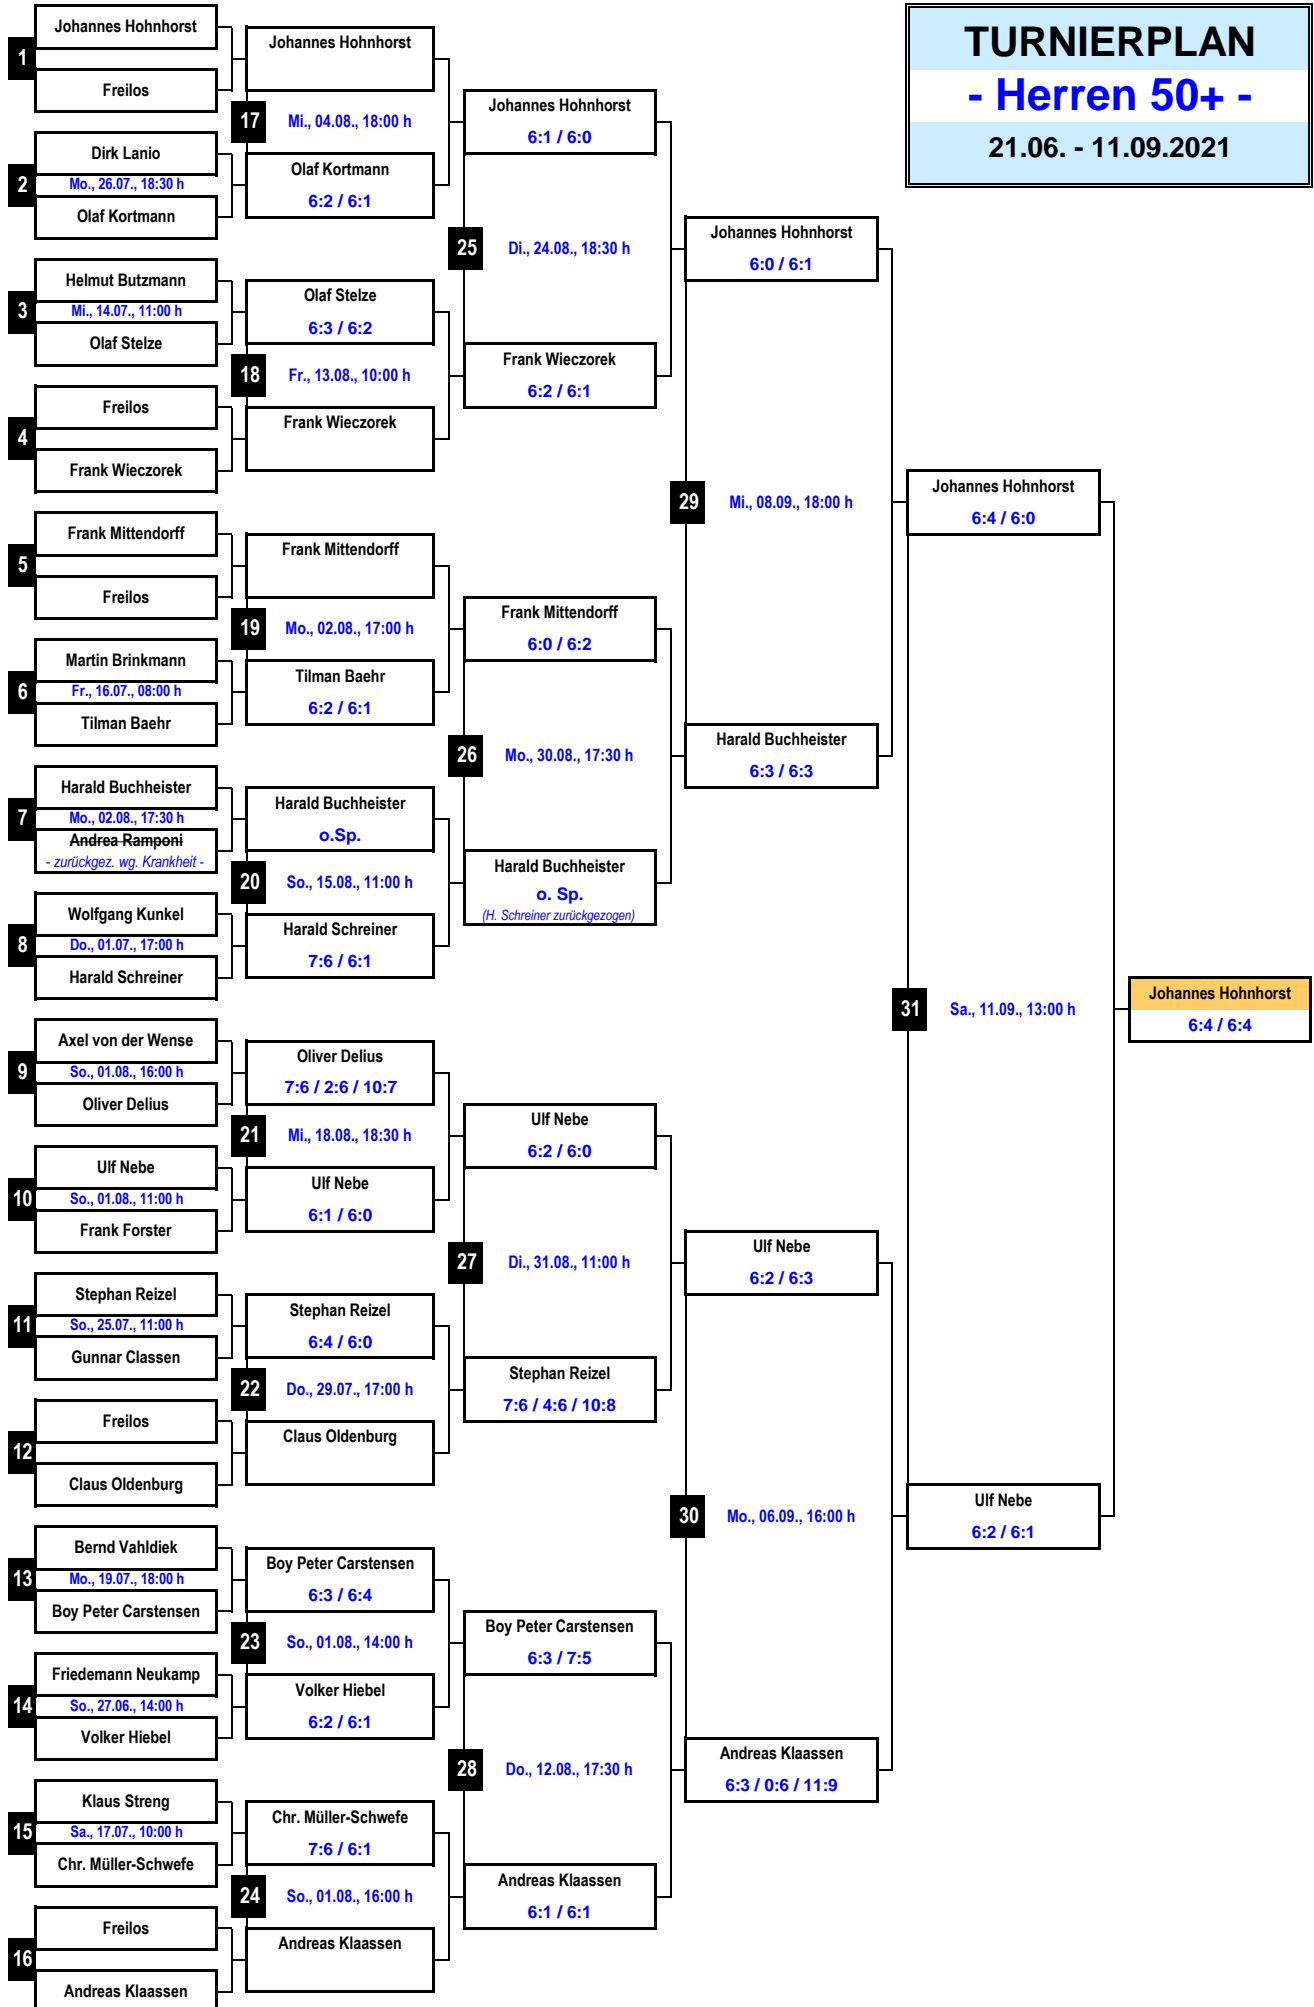 TURNIERPLAN
- Herren 50+ -
21.06. - 11.09.2021
1
Johannes Hohnhorst
Freilos
2
Dirk Lanio
Mo., 26.07., 18:30 h
Olaf Kortmann
3
Helmut Butzmann
Mi., 14.07., 11:00 h
Olaf Stelze
4
Freilos
Frank Wieczorek
5
Frank Mittendorff
Freilos
6
Martin Brinkmann
Fr., 16.07., 08:00 h
Tilman Baehr
7
Harald Buchheister
Mo., 02.08., 17:30 h
Andrea Ramponi
- zurückgez. wg. Krankheit -
8
Wolfgang Kunkel
Do., 01.07., 17:00 h
Harald Schreiner
9
Axel von der Wense
So., 01.08., 16:00 h
Oliver Delius
10
Ulf Nebe
So., 01.08., 11:00 h
Frank Forster
11
Stephan Reizel
So., 25.07., 11:00 h
Gunnar Classen
12
Freilos
Claus Oldenburg
13
Bernd Vahldiek
Mo., 19.07., 18:00 h
Boy Peter Carstensen
14
Friedemann Neukamp
So., 27.06., 14:00 h
Volker Hiebel
15
Klaus Streng
Sa., 17.07., 10:00 h
Chr. Müller-Schwefe
16
Freilos
Andreas Klaassen
Johannes Hohnhorst
17
Mi., 04.08., 18:00 h
Olaf Kortmann
6:2 / 6:1
Olaf Stelze
6:3 / 6:2
18
Fr., 13.08., 10:00 h
Frank Wieczorek
Frank Mittendorff
19
Mo., 02.08., 17:00 h
Tilman Baehr
6:2 / 6:1
Harald Buchheister
o.Sp.
20
So., 15.08., 11:00 h
Harald Schreiner
7:6 / 6:1
Oliver Delius
7:6 / 2:6 / 10:7
21
Mi., 18.08., 18:30 h
Ulf Nebe
6:1 / 6:0
Stephan Reizel
6:4 / 6:0
22
Do., 29.07., 17:00 h
Claus Oldenburg
Boy Peter Carstensen
6:3 / 6:4
23
So., 01.08., 14:00 h
Volker Hiebel
6:2 / 6:1
Chr. Müller-Schwefe
7:6 / 6:1
24
So., 01.08., 16:00 h
Andreas Klaassen
Johannes Hohnhorst
6:1 / 6:0
25
Di., 24.08., 18:30 h
Frank Wieczorek
6:2 / 6:1
Frank Mittendorff
6:0 / 6:2
26
Mo., 30.08., 17:30 h
Harald Buchheister
o. Sp.
(H. Schreiner zurückgezogen)
Ulf Nebe
6:2 / 6:0
27
Di., 31.08., 11:00 h
Stephan Reizel
7:6 / 4:6 / 10:8
Boy Peter Carstensen
6:3 / 7:5
28
Do., 12.08., 17:30 h
Andreas Klaassen
6:1 / 6:1
Johannes Hohnhorst
6:0 / 6:1
29
Mi., 08.09., 18:00 h
Harald Buchheister
6:3 / 6:3
Ulf Nebe
6:2 / 6:3
30
Mo., 06.09., 16:00 h
Andreas Klaassen
6:3 / 0:6 / 11:9
Johannes Hohnhorst
6:4 / 6:0
31
Sa., 11.09., 13:00 h
Ulf Nebe
6:2 / 6:1
Johannes Hohnhorst
6:4 / 6:4